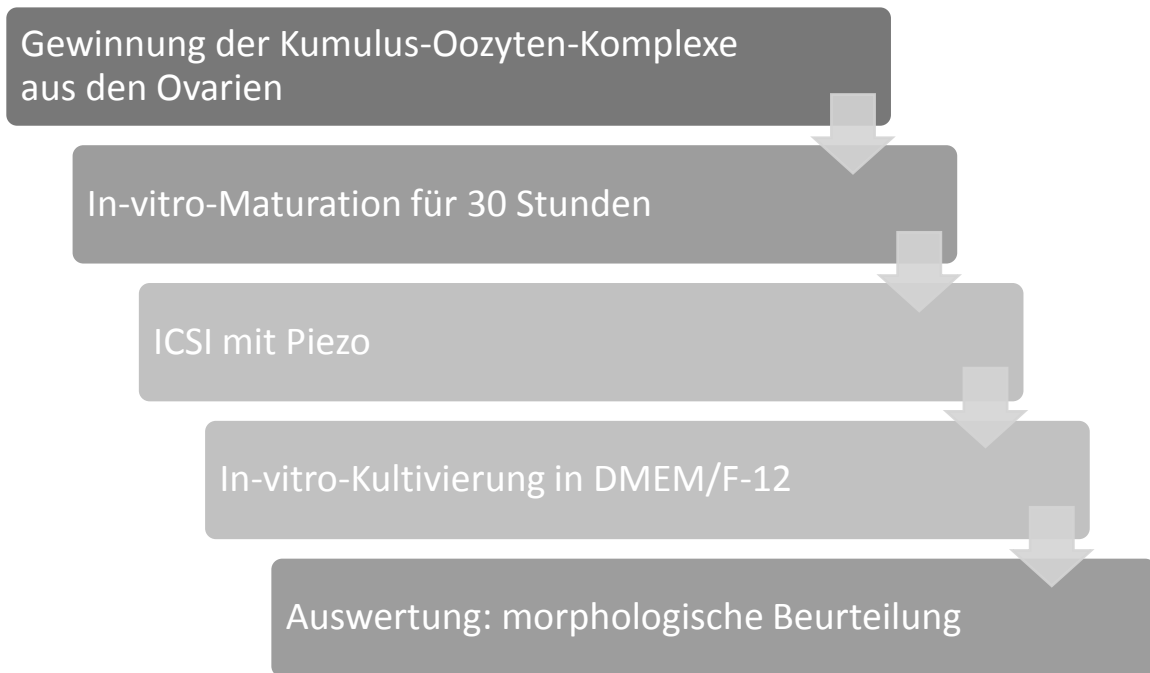 Gewinnung der Kumulus-Oozyten-Komplexe
aus den Ovarien
In-vitro-Maturation für 30 Stunden
ICSI mit Piezo
In-vitro-Kultivierung in DMEM/F-12
Auswertung: morphologische Beurteilung